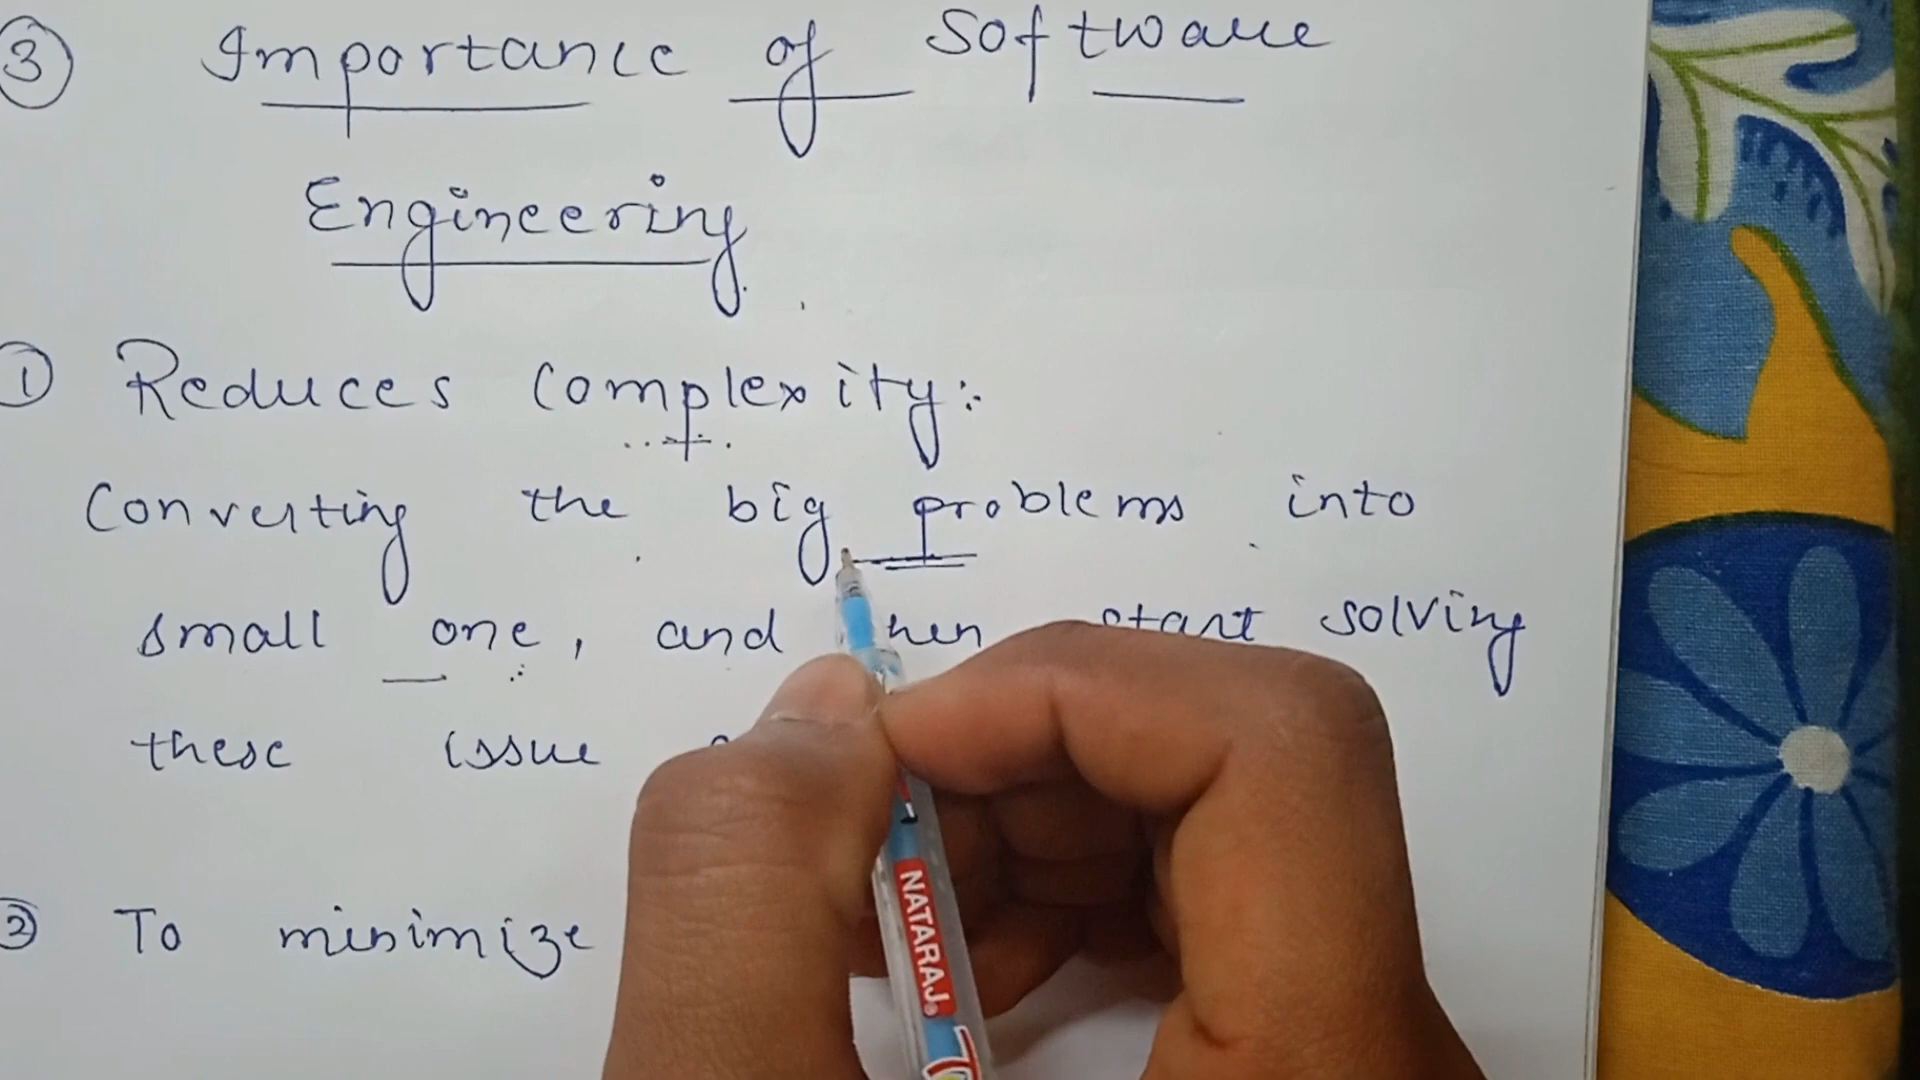 ③ Importance of Software
Engineering
① Reduces Complexity:
Converting the big problems into
small one, and then start solving
these issue
② To minimize
NATARAJ